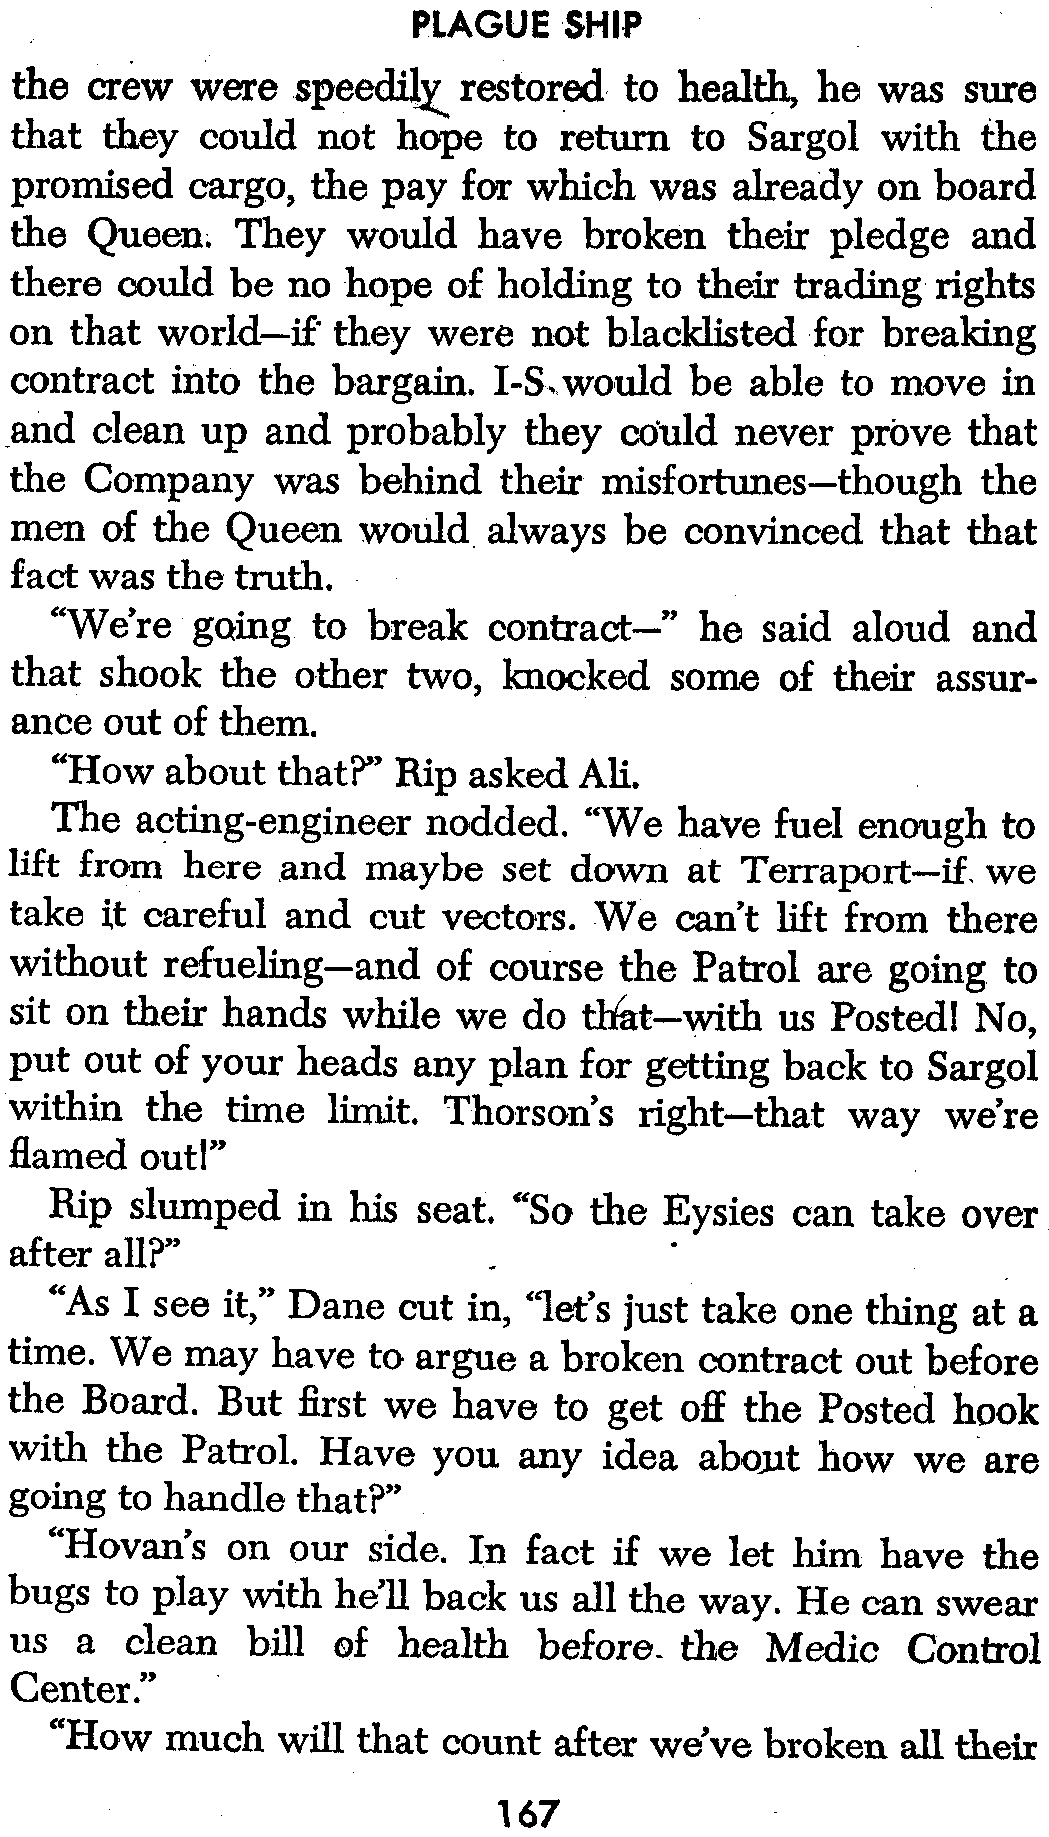 PLAGUE SHIP
the crew were speedily restored to health, he was sure
that they could not hope to return to Sargol with the
promised cargo, the pay for which was already on board
the Queen. They would have broken their pledge and
there could be no hope of holding to their trading rights
on that world—if they were not blacklisted for breaking
contract into the bargain. I-S would be able to move in
and clean up and probably they could never prove that
the Company was behind their misfortunes—though the
men of the Queen would always be convinced that that
fact was the truth.
“We’re going to break contract—” he said aloud and
that shook the other two, knocked some of their assur-
ance out of them.
“How about that?” Rip asked Ali.
The acting-engineer nodded. “We have fuel enough to
lift from here and maybe set down at Terraport—if we
take it careful and cut vectors. We can’t lift from there
without refueling—and of course the Patrol are going to
sit on their hands while we do that—with us Posted! No,
put out of your heads any plan for getting back to Sargol
within the time limit. Thorson’s right—that way we’re
flamed out!”
Rip slumped in his seat. “So the Eysies can take over
after all?”
“As I see it,” Dane cut in, “let’s just take one thing at a
time. We may have to argue a broken contract out before
the Board. But first we have to get off the Posted hook
with the Patrol. Have you any idea about how we are
going to handle that?”
“Hovan’s on our side. In fact if we let him have the
bugs to play with he’ll back us all the way. He can swear
us a clean bill of health before the Medic Control
Center.”
“How much will that count after we’ve broken all their
167